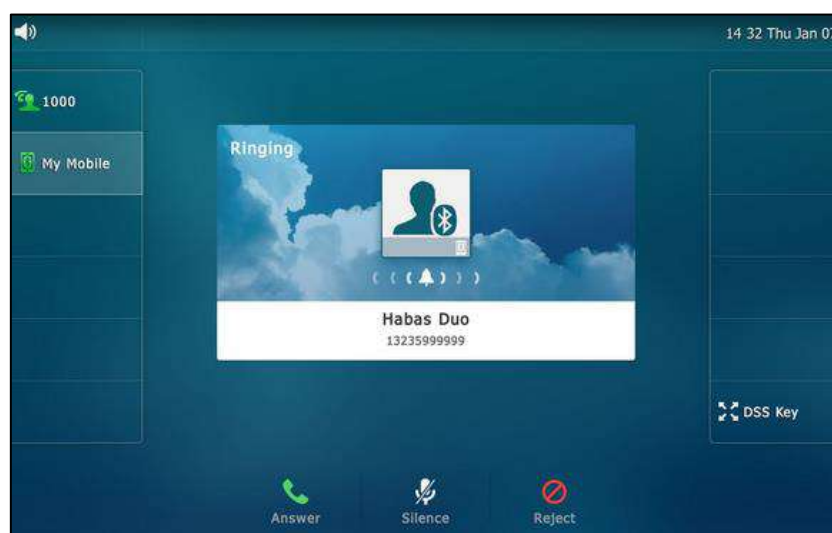 14 32 Thu Jan 07
1000
My Mobile
Ringing
Habas Duo
13235999999
DSS Key
Answer
Silence
Reject